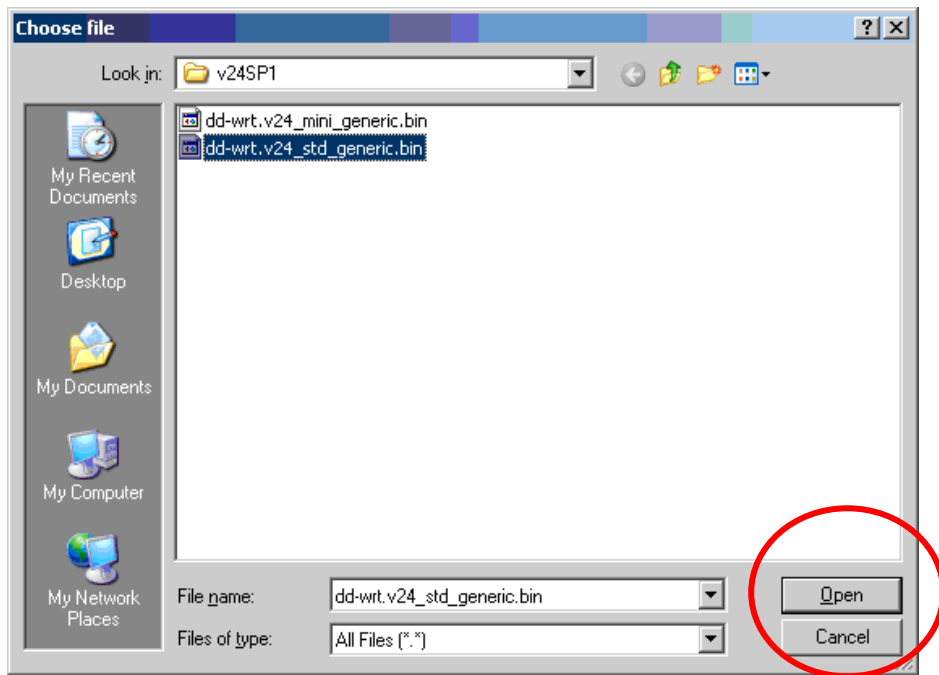 Choose file
Look in:
v24SP1
dd-wrt.v24_mini_generic.bin
dd-wrt.v24_std_generic.bin
My Recent
Documents
Desktop
My Documents
My Computer
My Network
Places
File name:
dd-wrt.v24_std_generic.bin
Open
Files of type:
All Files (*.*)
Cancel